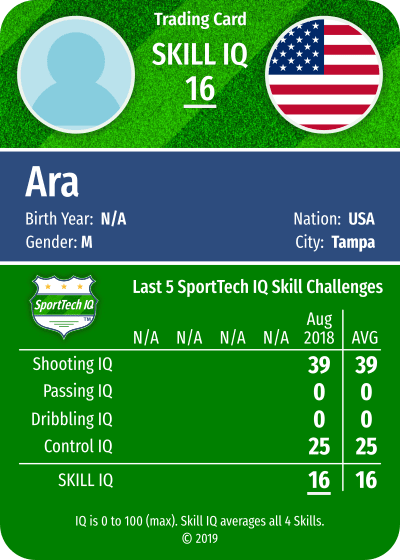 Trading Card
SKILL IQ
16
Ara
Birth Year: N/A
Nation: USA
Gender: M
City: Tampa
SportTech IQ
TM
Last 5 SportTech IQ Skill Challenges
N/A N/A N/A N/A Aug 2018 AVG
Shooting IQ 39 39
Passing IQ 0 0
Dribbling IQ 0 0
Control IQ 25 25
SKILL IQ 16 16
IQ is 0 to 100 (max). Skill IQ averages all 4 Skills.
© 2019